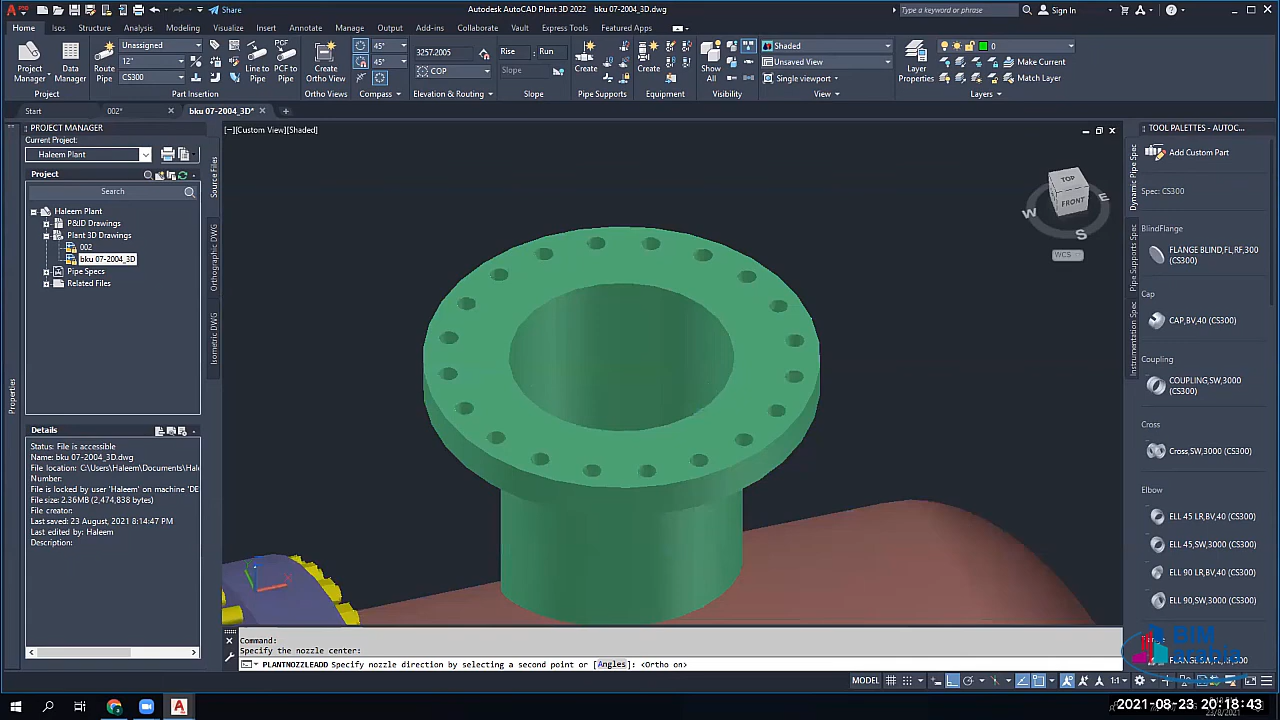 Share
Autodesk AutoCAD Plant 3D 2022 bku 07-2004_3D.dwg
Type a keyword or phrase
Sign In
Home
Isos
Structure
Analysis
Modeling
Visualize
Insert
Annotate
Manage
Output
Add-ins
Collaborate
Vault
Express Tools
Featured Apps
Project
Manager
Data
Manager
Project
Route
Pipe
Unassigned
12"
CS300
Line to
Pipe
PCF to
Pipe
Part Insertion
Create
Ortho View
Ortho Views
45°
45°
Compass
3257.2005
COP
Elevation & Routing
Rise
Run
Slope
Slope
Create
Pipe Supports
Create
Equipment
Show
All
Visibility
Shaded
Unsaved View
Single viewport
View
Layer
Properties
0
Make Current
Match Layer
Layers
Start
002*
bku 07-2004_3D*
PROJECT MANAGER
Current Project:
Haleem Plant
Project
Search
Haleem Plant
P&ID Drawings
Plant 3D Drawings
002
bku 07-2004_3D
Pipe Specs
Related Files
Source Files
Orthographic DWG
Isometric DWG
Properties
Details
Status: File is accessible
Name: bku 07-2004_3D.dwg
File location: C:\Users\Haleem\Documents\Hal
Number:
File is locked by user 'Haleem' on machine 'DE
File size: 2.36MB (2,474,838 bytes)
File creator:
Last saved: 23 August, 2021 8:14:47 PM
Last edited by: Haleem
Description:
[−][Custom View][Shaded]
TOP
FRONT
W
S
E
WCS
Command:
Specify the nozzle center:
PLANTNOZZLEADD Specify nozzle direction by selecting a second point or [Angles]: <Ortho on>
MODEL
1:1
TOOL PALETTES - AUTOC...
Dynamic Pipe Spec
Pipe Supports Spec
Instrumentation Spec
Add Custom Part
Spec: CS300
BlindFlange
FLANGE BLIND,FL,RF,300
(CS300)
Cap
CAP,BV,40 (CS300)
Coupling
COUPLING,SW,3000
(CS300)
Cross
Cross,SW,3000 (CS300)
Elbow
ELL 45 LR,BV,40 (CS300)
ELL 45,SW,3000 (CS300)
ELL 90 LR,BV,40 (CS300)
ELL 90,SW,3000 (CS300)
BIM
arabia
2021-08-23 20:18:43